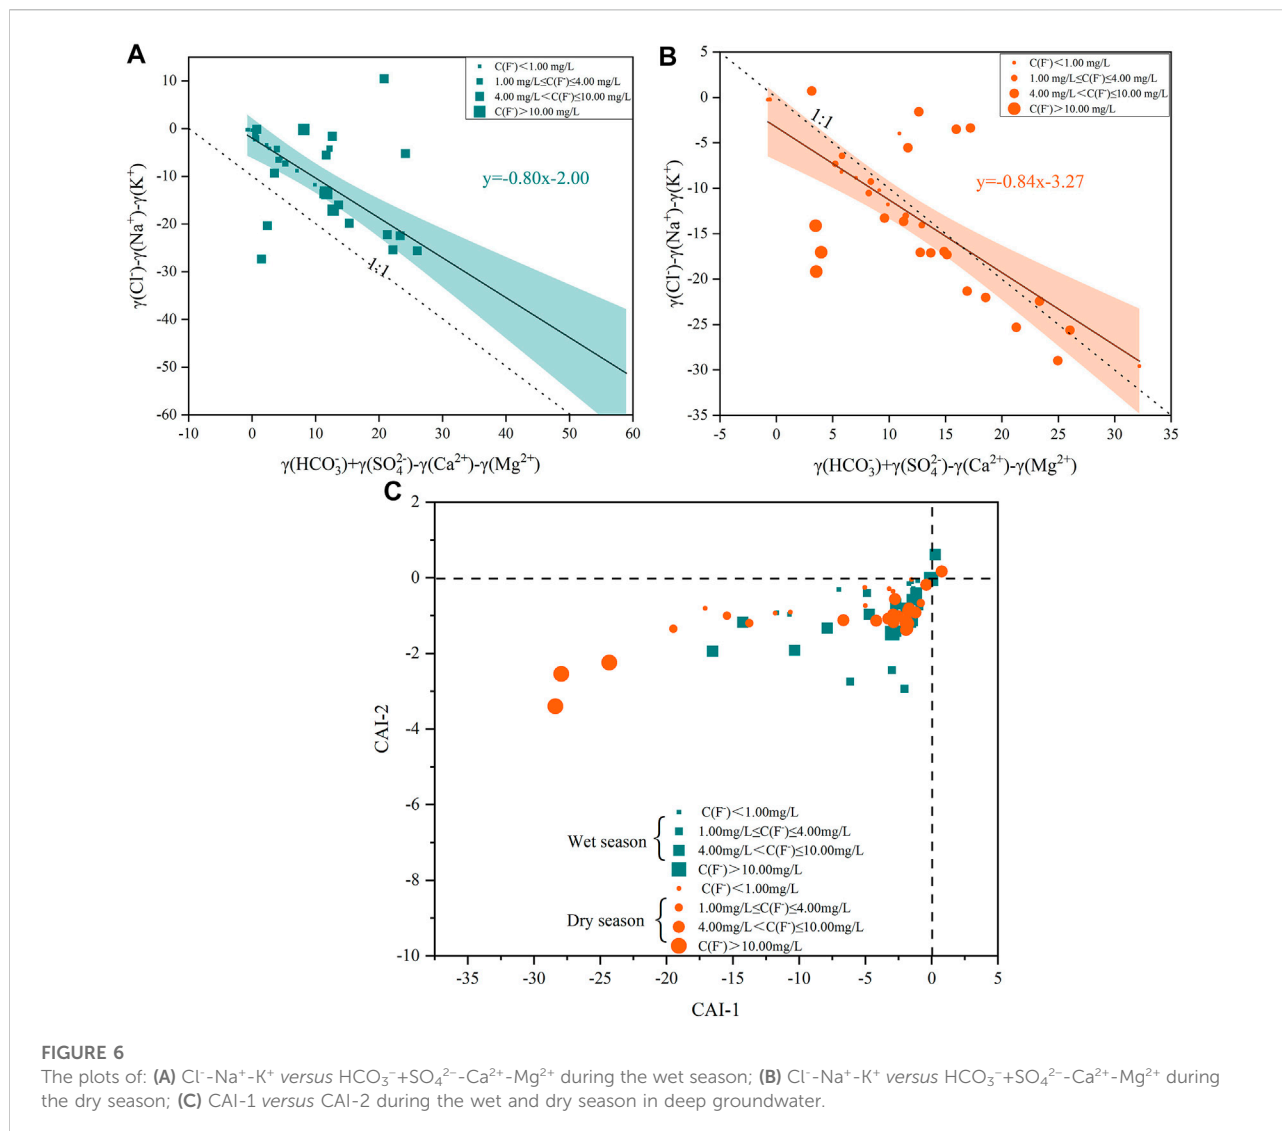 A
B
C(F⁻)<1.00 mg/L
1.00 mg/L≤C(F⁻)≤4.00 mg/L
4.00 mg/L<C(F⁻)≤10.00 mg/L
C(F⁻)>10.00 mg/L
1:1
y=-0.80x-2.00
10
0
-10
-20
-30
-40
-50
-60
-10
0
10
20
30
40
50
60
γ(Cl⁻)-γ(Na⁺)-γ(K⁺)
γ(HCO₃⁻)+γ(SO₄²⁻)-γ(Ca²⁺)-γ(Mg²⁺)
C(F⁻)<1.00 mg/L
1.00 mg/L≤C(F⁻)≤4.00 mg/L
4.00 mg/L<C(F⁻)≤10.00 mg/L
C(F⁻)>10.00 mg/L
1:1
y=-0.84x-3.27
5
0
-5
-10
-15
-20
-25
-30
-35
-5
0
5
10
15
20
25
30
35
γ(Cl⁻)-γ(Na⁺)-γ(K⁺)
γ(HCO₃⁻)+γ(SO₄²⁻)-γ(Ca²⁺)-γ(Mg²⁺)
C
2
0
-2
-4
-6
-8
-10
CAI-2
Wet season
C(F⁻)<1.00mg/L
1.00mg/L≤C(F⁻)≤4.00mg/L
4.00mg/L<C(F⁻)≤10.00mg/L
C(F⁻)>10.00mg/L
Dry season
C(F⁻)<1.00mg/L
1.00mg/L≤C(F⁻)≤4.00mg/L
4.00mg/L<C(F⁻)≤10.00mg/L
C(F⁻)>10.00mg/L
-35
-30
-25
-20
-15
-10
-5
0
5
CAI-1
FIGURE 6
The plots of: (A) Cl⁻-Na⁺-K⁺ versus HCO₃⁻+SO₄²⁻-Ca²⁺-Mg²⁺ during the wet season; (B) Cl⁻-Na⁺-K⁺ versus HCO₃⁻+SO₄²⁻-Ca²⁺-Mg²⁺ during
the dry season; (C) CAI-1 versus CAI-2 during the wet and dry season in deep groundwater.